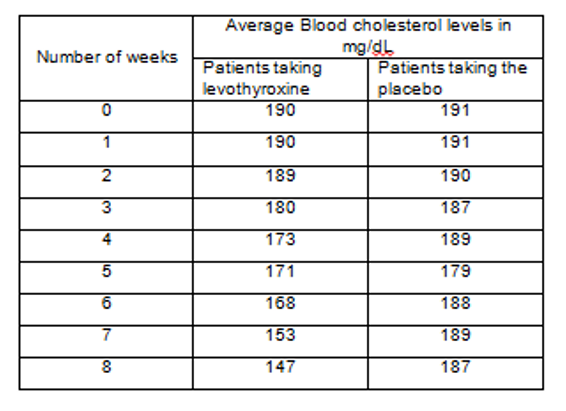 Average Blood cholesterol levels in
mg/dL
Number of weeks
Patients taking
levothyroxine
Patients taking the
placebo
0 190 191
1 190 191
2 189 190
3 180 187
4 173 189
5 171 179
6 168 188
7 153 189
8 147 187